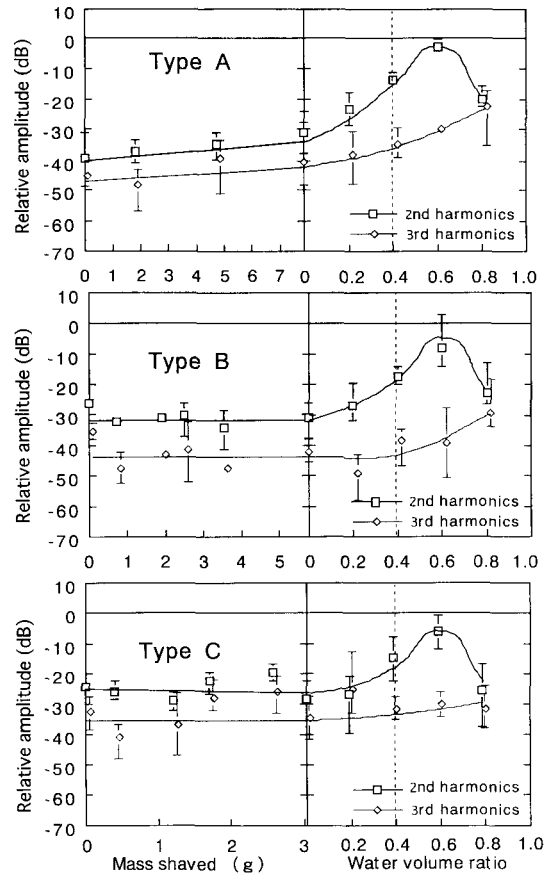 10
0
-10
-20
-30
-40
-50
-60
-70
Relative amplitude (dB)
Type A
2nd harmonics
3rd harmonics
0 1 2 3 4 5 6 7 0 0.2 0.4 0.6 0.8 1.0
10
0
-10
-20
-30
-40
-50
-60
-70
Relative amplitude (dB)
Type B
2nd harmonics
3rd harmonics
0 1 2 3 4 5 0 0.2 0.4 0.6 0.8 1.0
10
0
-10
-20
-30
-40
-50
-60
-70
Relative amplitude (dB)
Type C
2nd harmonics
3rd harmonics
0 1 2 3 0 0.2 0.4 0.6 0.8 1.0
Mass shaved (g) Water volume ratio